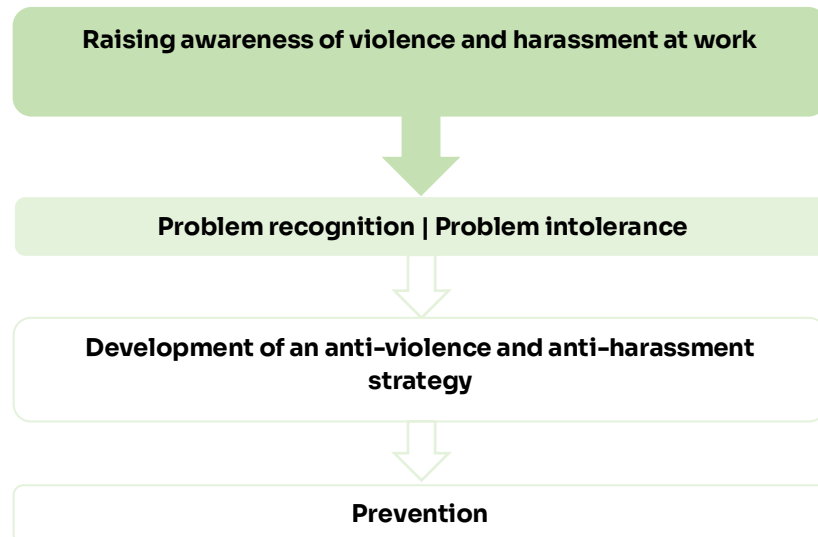 Raising awareness of violence and harassment at work
Problem recognition | Problem intolerance
Development of an anti-violence and anti-harassment
strategy
Prevention